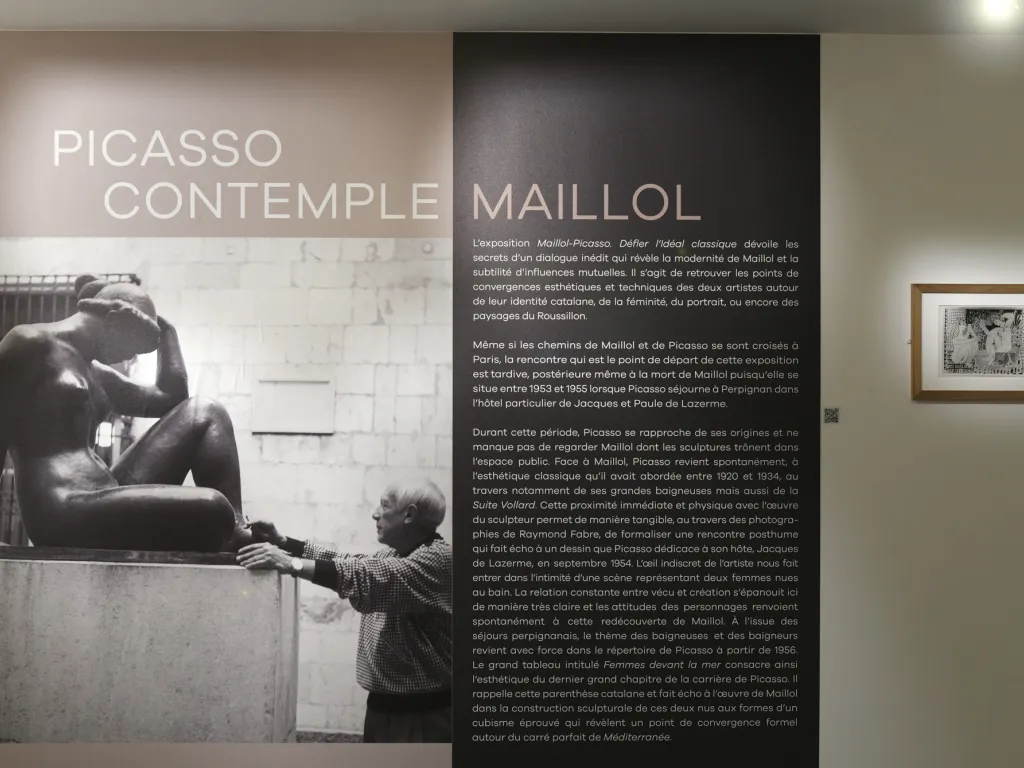 PICASSO
CONTEMPLE MAILLOL
L'exposition Maillol-Picasso. Défier l'Idéal classique dévoile les
secrets d'un dialogue inédit qui révèle la modernité de Maillol et la
subtilité d'influences mutuelles. Il s'agit de retrouver les points de
convergences esthétiques et techniques des deux artistes autour
de leur identité catalane, de la féminité, du portrait, ou encore des
paysages du Roussillon.
Même si les chemins de Maillol et de Picasso se sont croisés à
Paris, la rencontre qui est le point de départ de cette exposition
est tardive, postérieure même à la mort de Maillol puisqu'elle se
situe entre 1953 et 1955 lorsque Picasso séjourne à Perpignan dans
l'hôtel particulier de Jacques et Paule de Lazerme.
Durant cette période, Picasso se rapproche de ses origines et ne
manque pas de regarder Maillol dont les sculptures trônent dans
l'espace public. Face à Maillol, Picasso revient spontanément, à
l'esthétique classique qu'il avait abordée entre 1920 et 1934, au
travers notamment de ses grandes baigneuses mais aussi de la
Suite Vollard. Cette proximité immédiate et physique avec l'œuvre
du sculpteur permet de manière tangible, au travers des photogra-
phies de Raymond Fabre, de formaliser une rencontre posthume
qui fait écho à un dessin que Picasso dédicace à son hôte, Jacques
de Lazerme, en septembre 1954. L'œil indiscret de l'artiste nous fait
entrer dans l'intimité d'une scène représentant deux femmes nues
au bain. La relation constante entre vécu et création s'épanouit ici
de manière très claire et les attitudes des personnages renvoient
spontanément à cette redécouverte de Maillol. À l'issue des
séjours perpignanais, le thème des baigneuses et des baigneurs
revient avec force dans le répertoire de Picasso à partir de 1956.
Le grand tableau intitulé Femmes devant la mer consacre ainsi
l'esthétique du dernier grand chapitre de la carrière de Picasso. Il
rappelle cette parenthèse catalane et fait écho à l'œuvre de Maillol
dans la construction sculpturale de ces deux nus aux formes d'un
cubisme éprouvé qui révèlent un point de convergence formel
autour du carré parfait de Méditerranée.